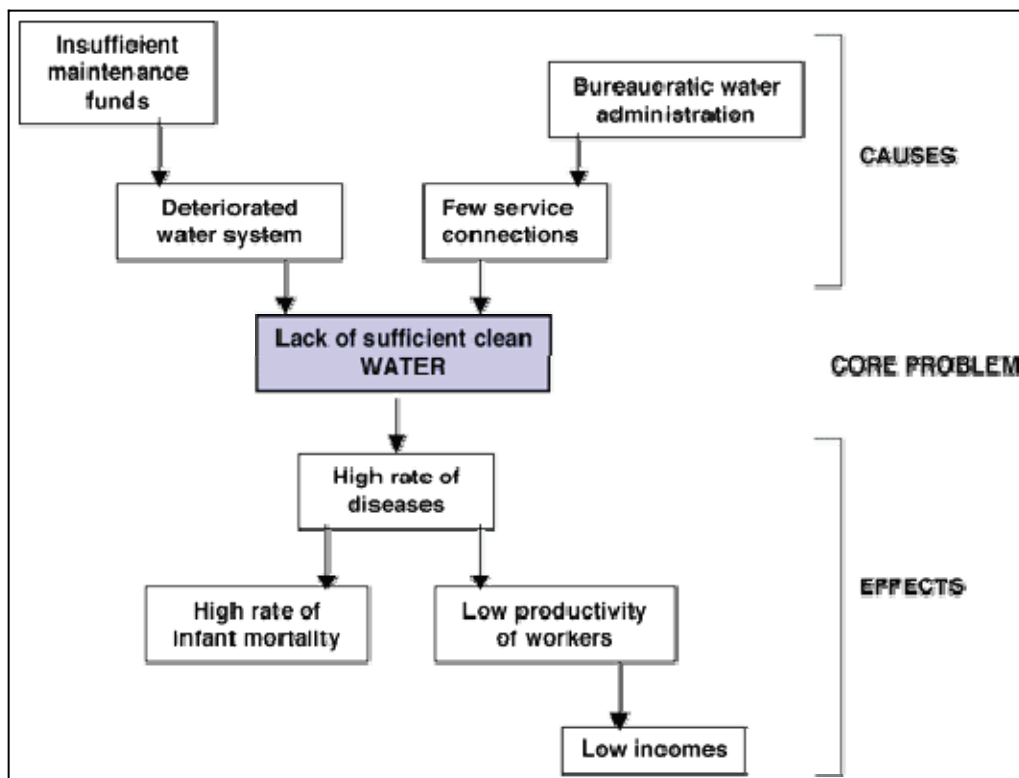 Insufficient
maintenance
funds
Bureaucratic water
administration
CAUSES
Deteriorated
water system
Few service
connections
Lack of sufficient clean
WATER
CORE PROBLEM
High rate of
diseases
High rate of
infant mortality
Low productivity
of workers
EFFECTS
Low incomes